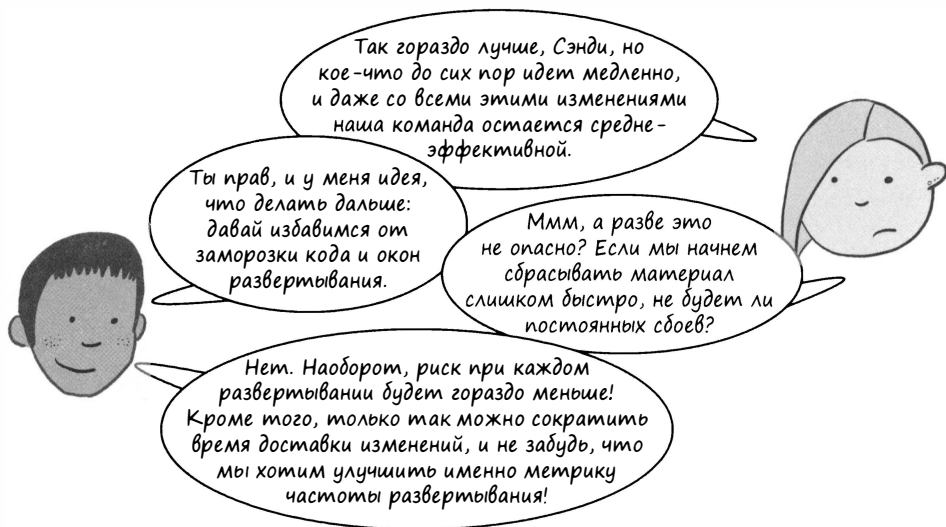 Так гораздо лучше, Сэнди, но
кое-что до сих пор идет медленно,
и даже со всеми этими изменениями
наша команда остается средне-
эффективной.
Ты прав, и у меня идея,
что делать дальше:
давай избавимся от
заморозки кода и окон
развертывания.
Ммм, а разве это
не опасно? Если мы начнем
сбрасывать материал
слишком быстро, не будет ли
постоянных сбоев?
Нет. Наоборот, риск при каждом
развертывании будет гораздо меньше!
Кроме того, только так можно сократить
время доставки изменений, и не забудь, что
мы хотим улучшить именно метрику
частоты развертывания!